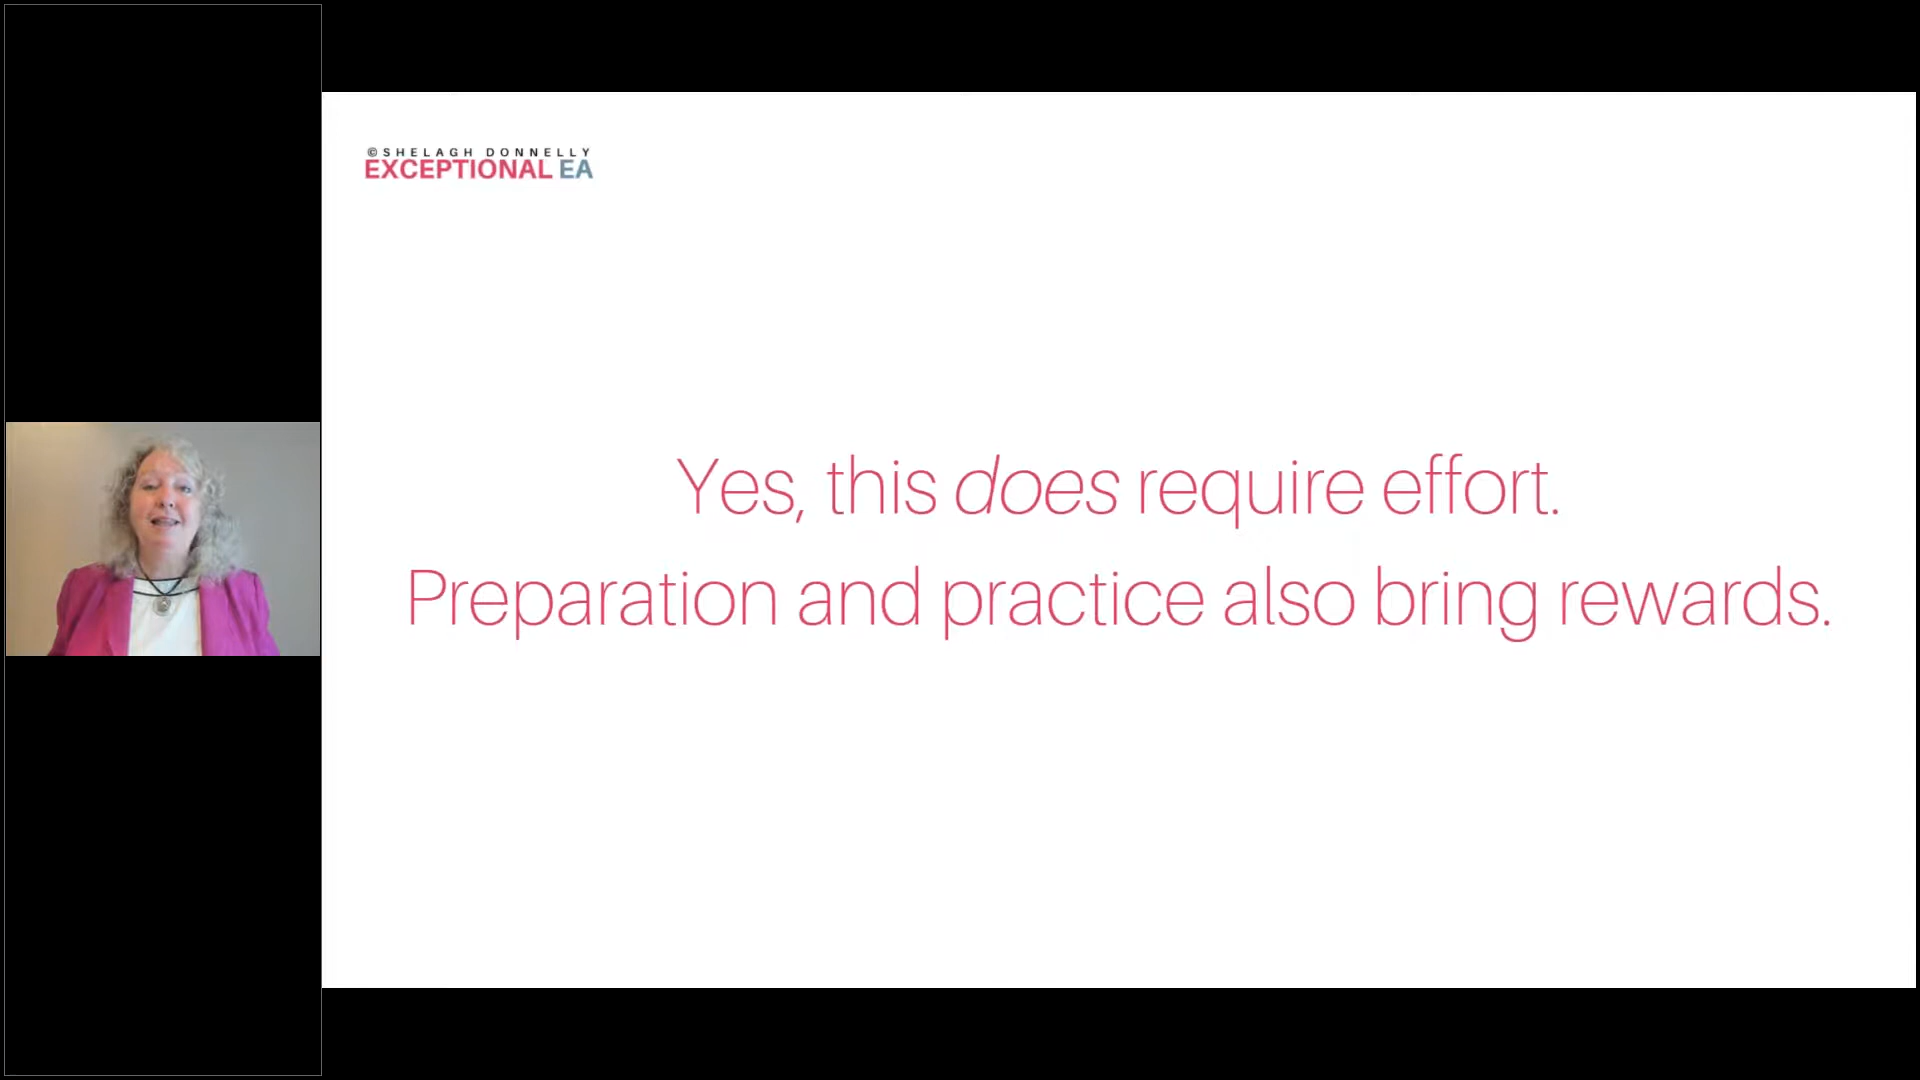 ©SHELAGH DONNELLY
EXCEPTIONAL EA
Yes, this does require effort.
Preparation and practice also bring rewards.